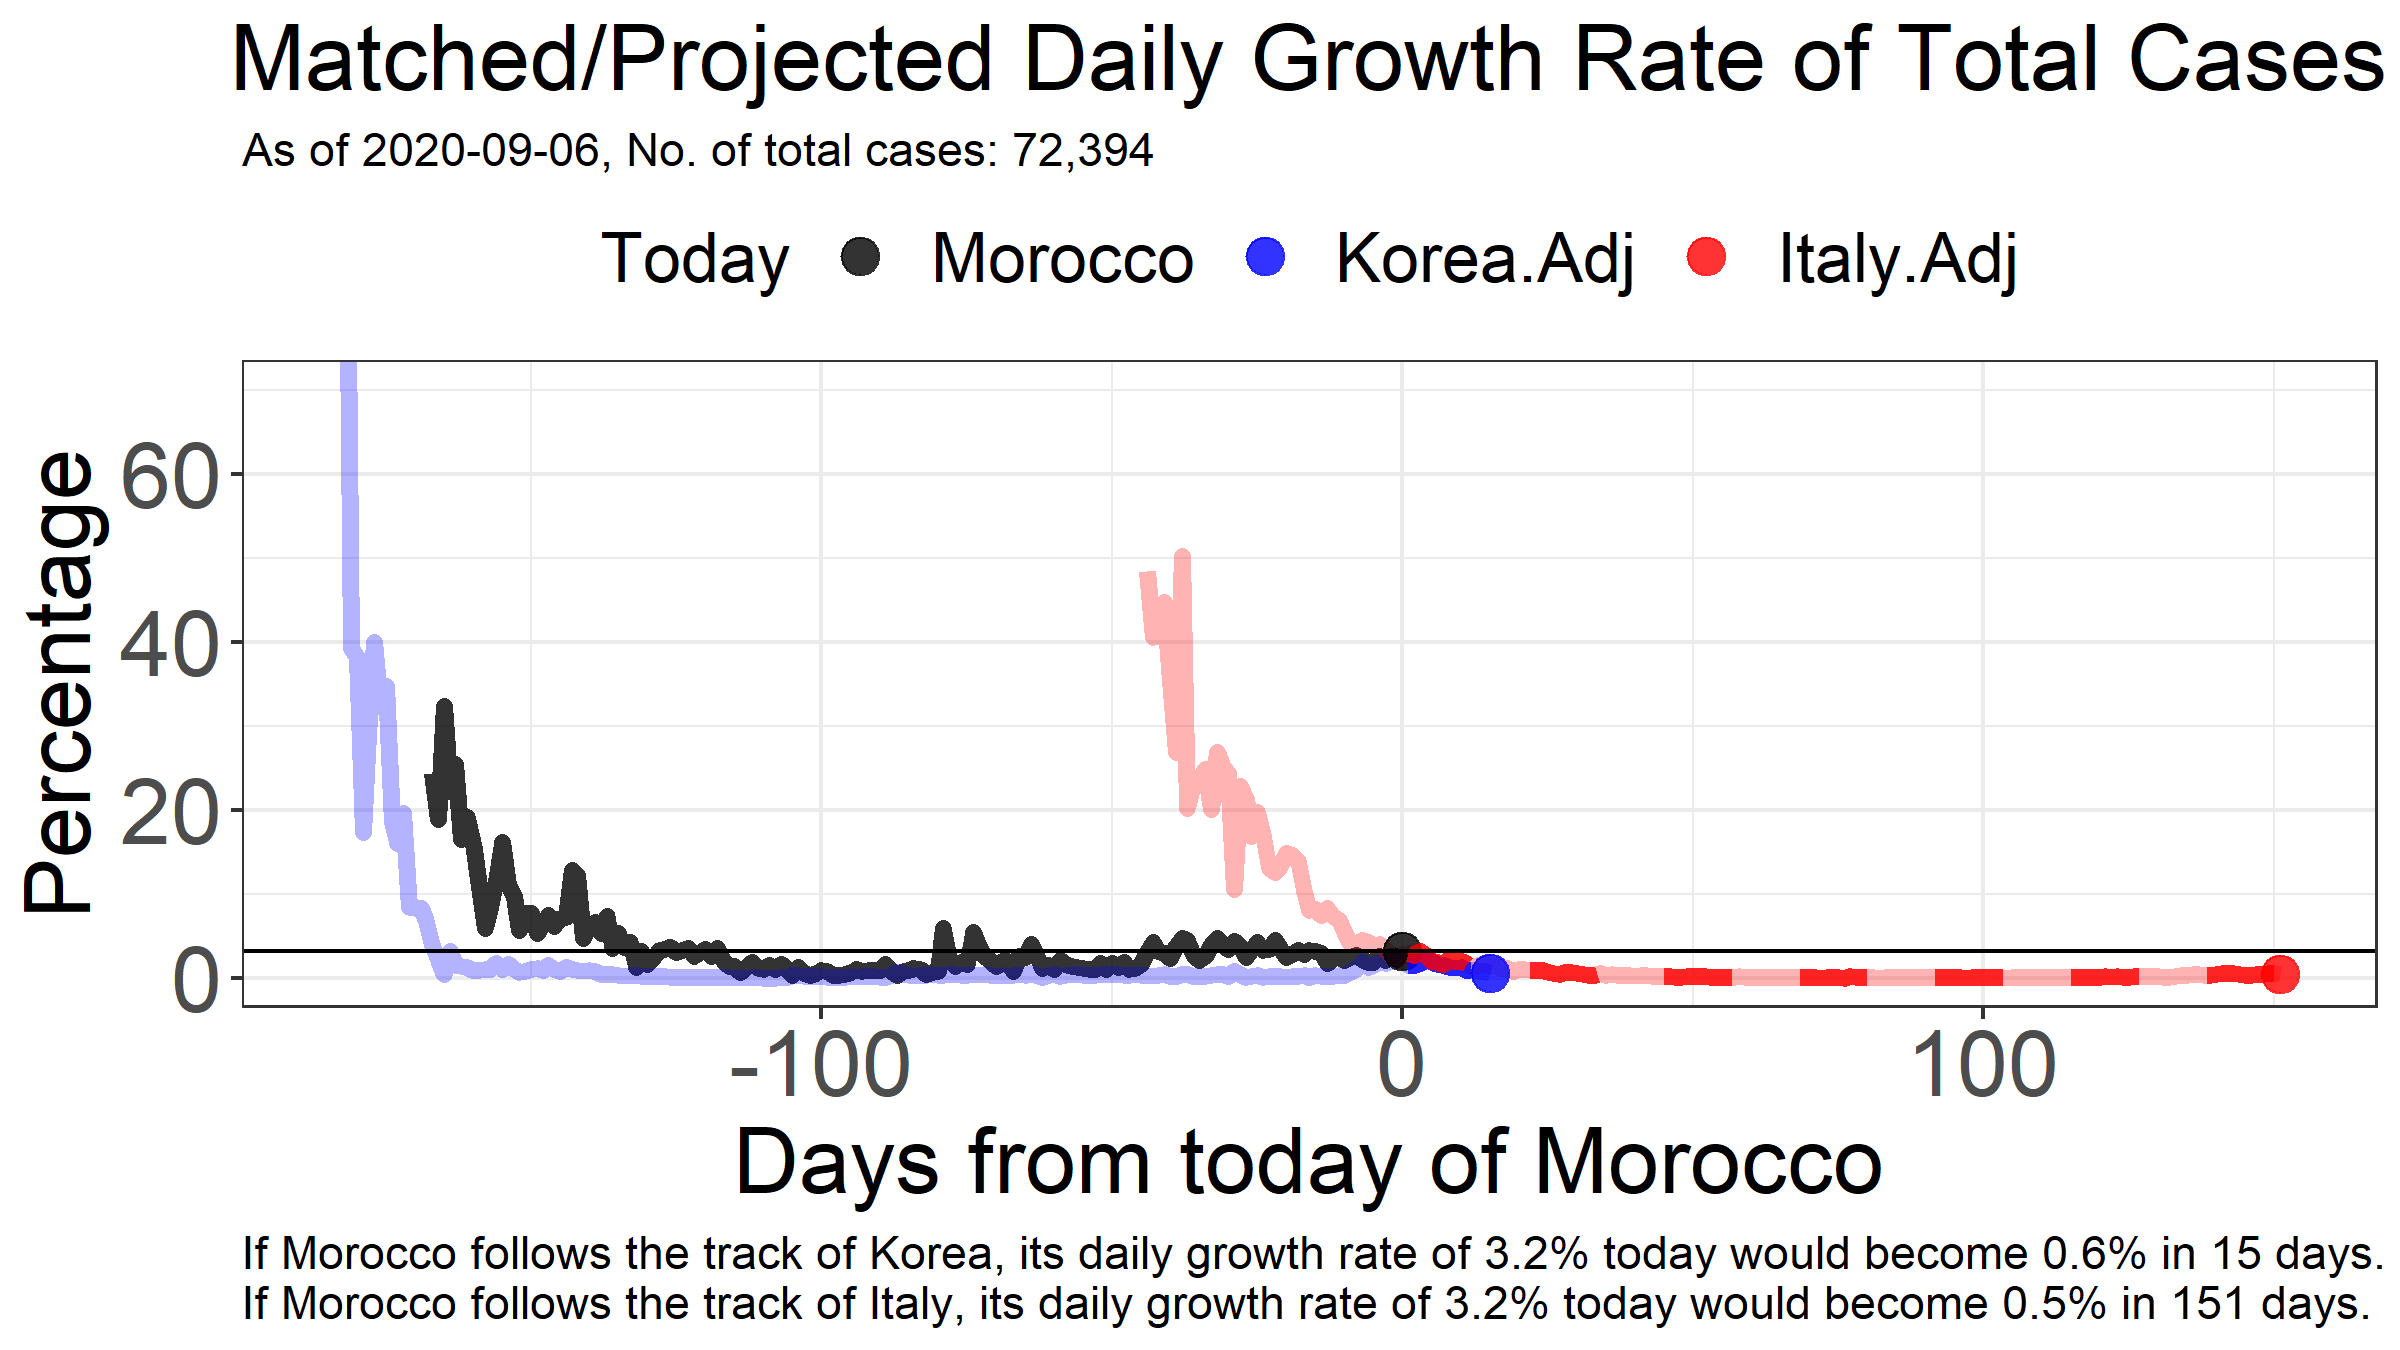 Matched/Projected Daily Growth Rate of Total Cases
As of 2020-09-06, No. of total cases: 72,394
Today Morocco Korea.Adj Italy.Adj
Percentage
60
40
20
0
-100 0 100
Days from today of Morocco
If Morocco follows the track of Korea, its daily growth rate of 3.2% today would become 0.6% in 15 days.
If Morocco follows the track of Italy, its daily growth rate of 3.2% today would become 0.5% in 151 days.